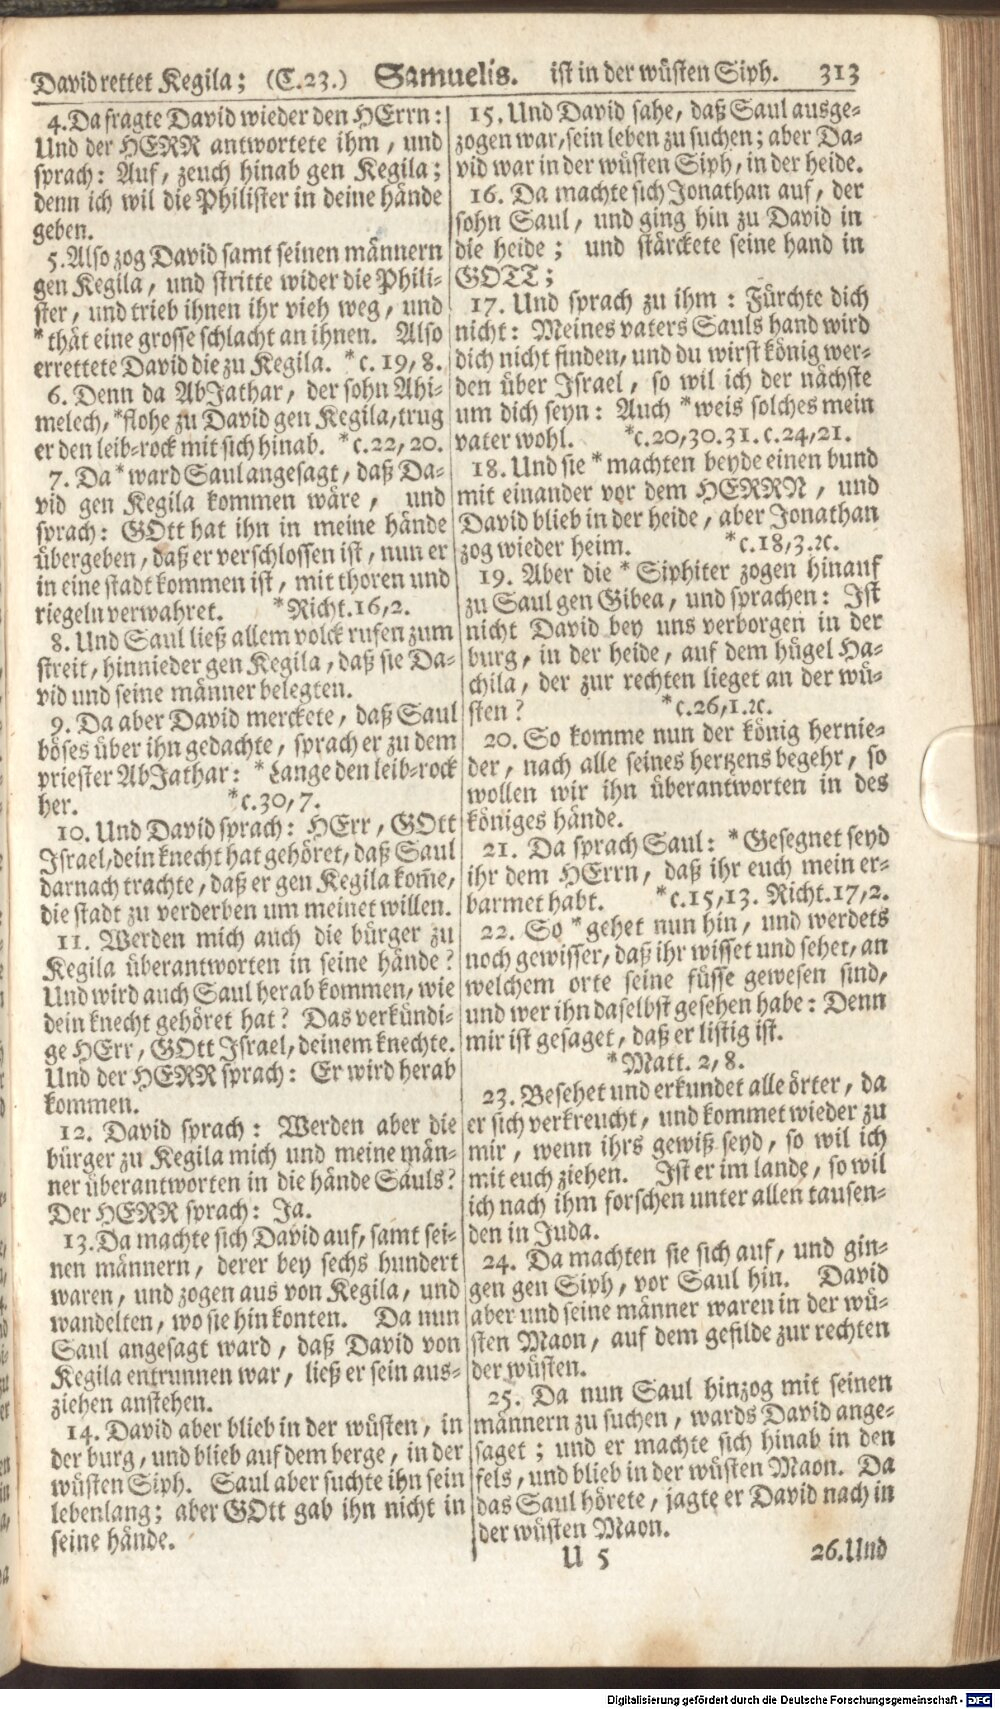 David rettet Kegila; (C.23.) Samuelis. ist in der wüsten Siph. 313
4. Da fragte David wieder den HErrn:
Und der HERR antwortete ihm, und
sprach: Auf, zeuch hinab gen Kegila;
denn ich wil die Philister in deine hände
geben.
5. Also zog David samt seinen männern
gen Kegila, und stritte wider die Phili-
ster, und trieb ihnen ihr vieh weg, und
* thät eine grosse schlacht an ihnen. Also
errettete David die zu Kegila. *c. 19, 8.
6. Denn da AbJathar, der sohn Ahi-
melech, *flohe zu David gen Kegila, trug
er den leib-rock mit sich hinab. *c. 22, 20.
7. Da * ward Saul angesagt, daß Da-
vid gen Kegila kommen wäre, und
sprach: GOtt hat ihn in meine hände
übergeben, daß er verschlossen ist, nun er
in eine stadt kommen ist, mit thoren und
riegeln verwahret. *Richt. 16, 2.
8. Und Saul ließ allem volck rufen zum
streit, hinnieder gen Kegila, daß sie Da-
vid und seine männer belegten.
9. Da aber David merckete, daß Saul
böses über ihn gedachte, sprach er zu dem
priester AbJathar: * Lange den leib-rock
her. *c. 30, 7.
10. Und David sprach: HErr, GOtt
Israel, dein knecht hat gehöret, daß Saul
darnach trachte, daß er gen Kegila kom̃e,
die stadt zu verderben um meinet willen.
11. Werden mich auch die bürger zu
Kegila überantworten in seine hände?
Und wird auch Saul herab kommen, wie
dein knecht gehöret hat? Das verkündi-
ge HErr, GOtt Israel, deinem knechte.
Und der HERR sprach: Er wird herab
kommen.
12. David sprach: Werden aber die
bürger zu Kegila mich und meine män-
ner überantworten in die hände Sauls?
Der HERR sprach: Ja.
13. Da machte sich David auf, samt sei-
nen männern, derer bey sechs hundert
waren, und zogen aus von Kegila, und
wandelten, wo sie hin konten. Da nun
Saul angesagt ward, daß David von
Kegila entrunnen war, ließ er sein aus-
ziehen anstehen.
14. David aber blieb in der wüsten, in
der burg, und blieb auf dem berge, in der
wüsten Siph. Saul aber suchte ihn sein
lebenlang; aber GOtt gab ihn nicht in
seine hände.
15. Und David sahe, daß Saul ausge-
zogen war, sein leben zu suchen; aber Da-
vid war in der wüsten Siph, in der heide.
16. Da machte sich Jonathan auf, der
sohn Saul, und ging hin zu David in
die heide; und stärckete seine hand in
GOTT;
17. Und sprach zu ihm: Fürchte dich
nicht: Meines vaters Sauls hand wird
dich nicht finden, und du wirst könig wer-
den über Israel, so wil ich der nächste
um dich seyn: Auch * weis solches mein
vater wohl. *c. 20, 30. 31. c. 24, 21.
18. Und sie * machten beyde einen bund
mit einander vor dem HERRN, und
David blieb in der heide, aber Jonathan
zog wieder heim. *c. 18, 3. ꝛc.
19. Aber die * Siphiter zogen hinauf
zu Saul gen Gibea, und sprachen: Ist
nicht David bey uns verborgen in der
burg, in der heide, auf dem hügel Ha-
chila, der zur rechten lieget an der wü-
sten? *c. 26, 1. ꝛc.
20. So komme nun der könig hernie-
der, nach alle seines hertzens begehr, so
wollen wir ihn überantworten in des
königes hände.
21. Da sprach Saul: * Gesegnet seyd
ihr dem HErrn, daß ihr euch mein er-
barmet habt. *c. 15, 13. Richt. 17, 2.
22. So * gehet nun hin, und werdets
noch gewisser, daß ihr wisset und sehet, an
welchem orte seine füsse gewesen sind,
und wer ihn daselbst gesehen habe: Denn
mir ist gesaget, daß er listig ist.
*Matt. 2, 8.
23. Besehet und erkundet alle örter, da
er sich verkreucht, und kommet wieder zu
mir, wenn ihrs gewiß seyd, so wil ich
mit euch ziehen. Ist er im lande, so wil
ich nach ihm forschen unter allen tausen-
den in Juda.
24. Da machten sie sich auf, und gin-
gen gen Siph, vor Saul hin. David
aber und seine männer waren in der wü-
sten Maon, auf dem gefilde zur rechten
der wüsten.
25. Da nun Saul hinzog mit seinen
männern zu suchen, wards David ange-
saget; und er machte sich hinab in den
fels, und blieb in der wüsten Maon. Da
das Saul hörete, jagte er David nach in
der wüsten Maon.
U 5 26. Und
Digitalisierung gefördert durch die Deutsche Forschungsgemeinschaft - DFG